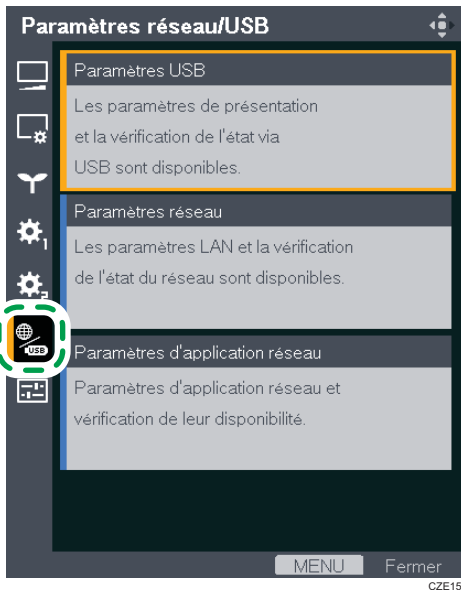 Paramètres réseau/USB
Paramètres USB
Les paramètres de présentation
et la vérification de l'état via
USB sont disponibles.
Paramètres réseau
Les paramètres LAN et la vérification
de l'état du réseau sont disponibles.
Paramètres d'application réseau
Paramètres d'application réseau et
vérification de leur disponibilité.
1
2
USB
MENU Fermer
CZE15